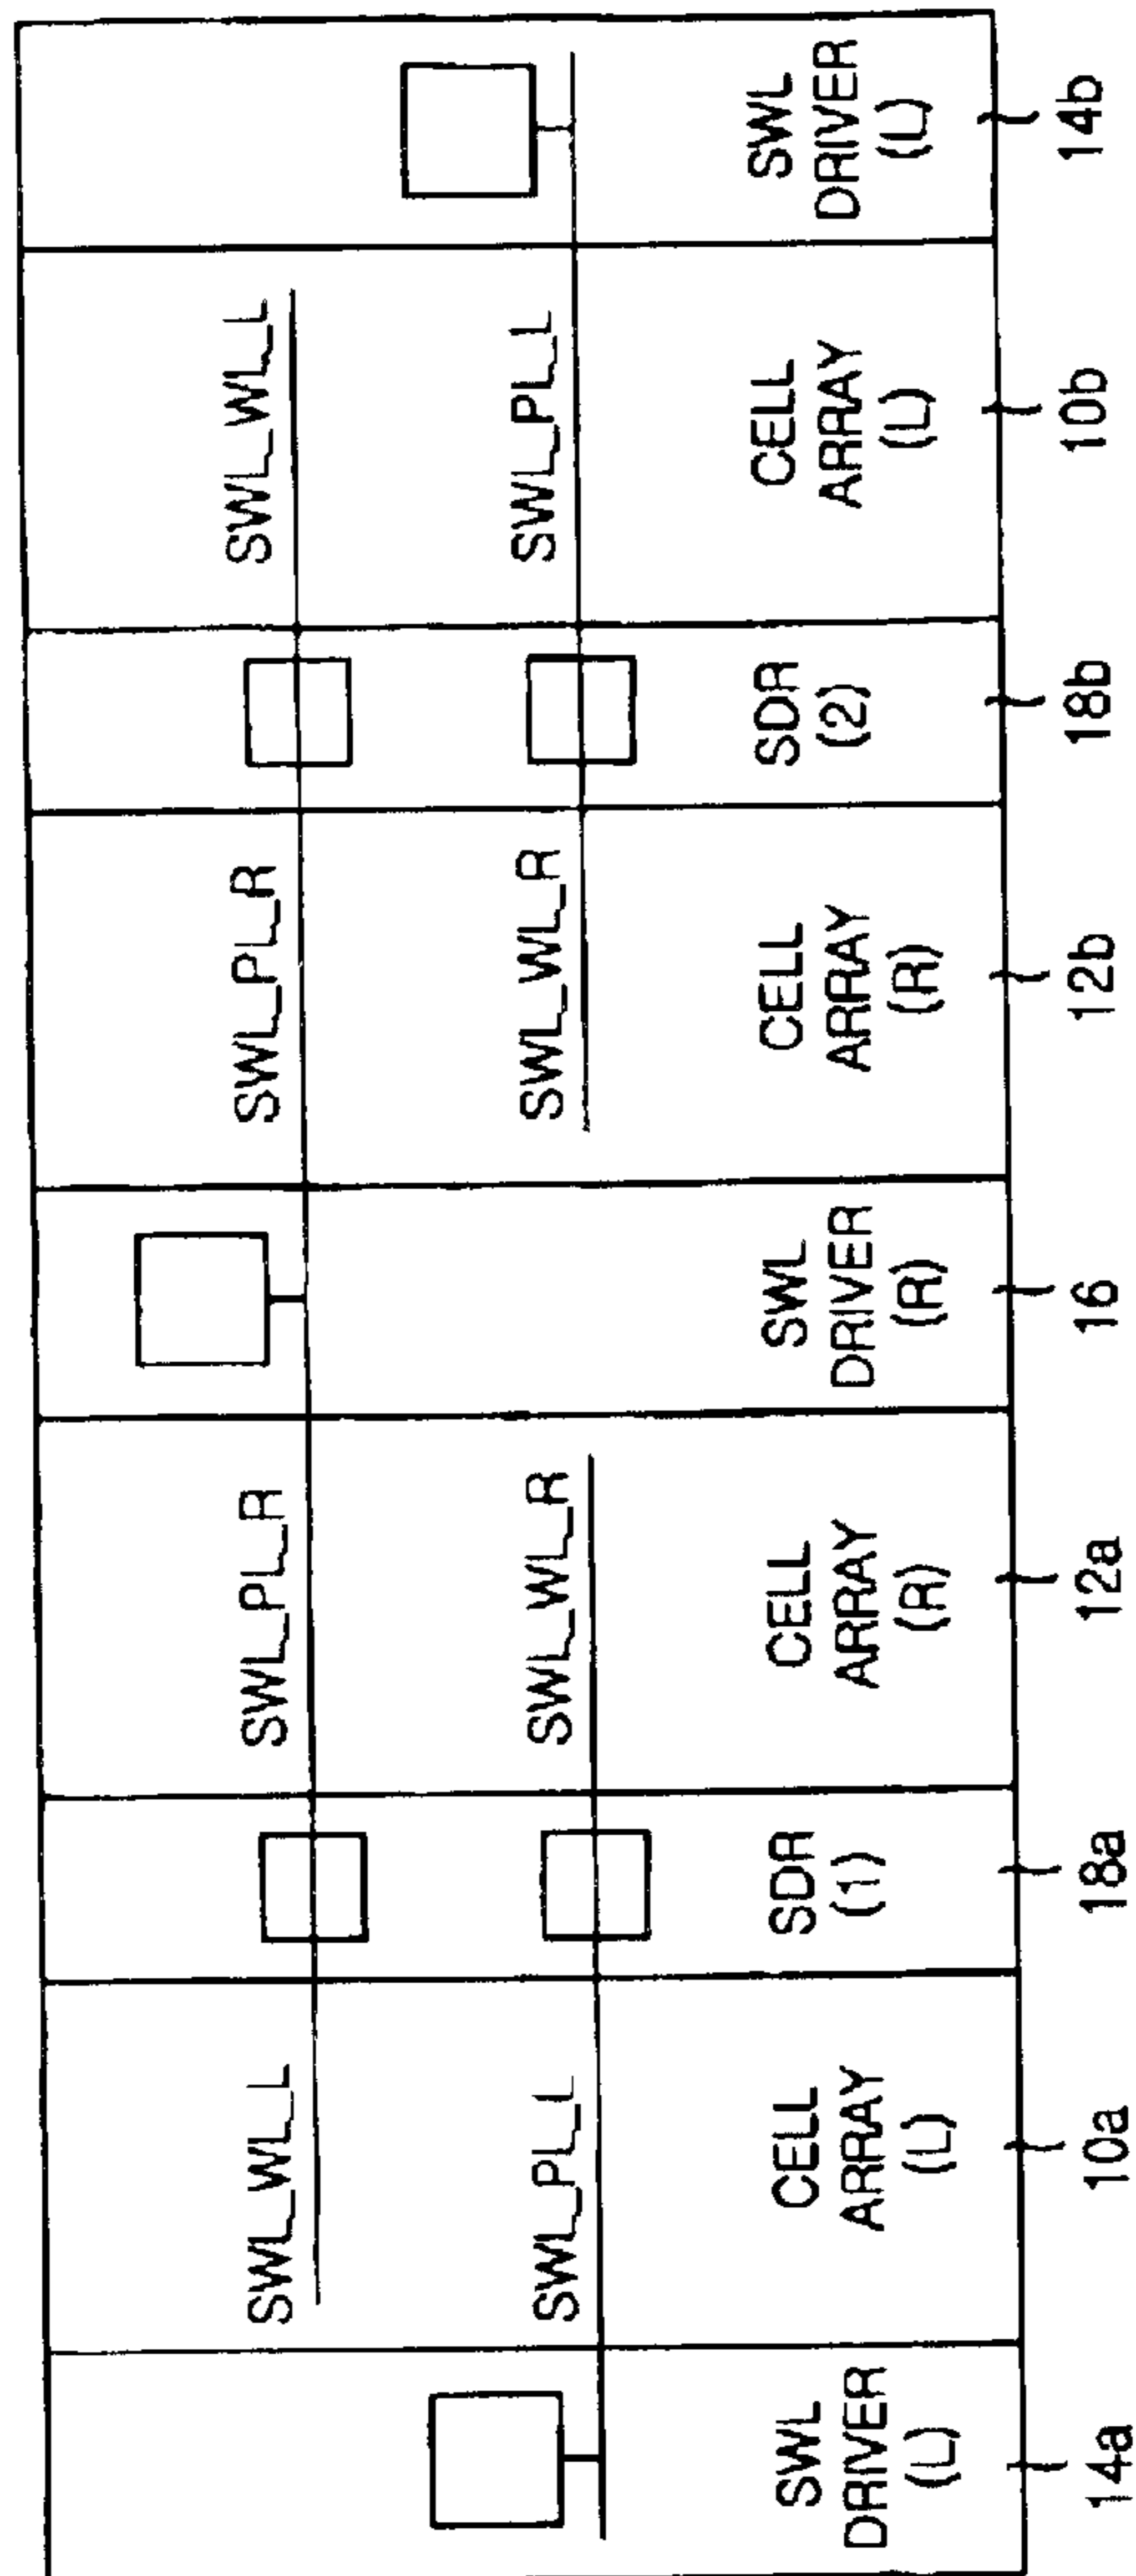 SWL_WL_L
SWL_PL_R
SWL_PL_R
SWL_WL_L
SWL_PL_L
SWL_WL_R
SWL_WL_R
SWL_PL_L
SWL
DRIVER
(L)
CELL
ARRAY
(L)
SDR
(1)
CELL
ARRAY
(R)
SWL
DRIVER
(R)
CELL
ARRAY
(R)
SDR
(2)
CELL
ARRAY
(L)
SWL
DRIVER
(L)
14a
10a
18a
12a
16
12b
18b
10b
14b